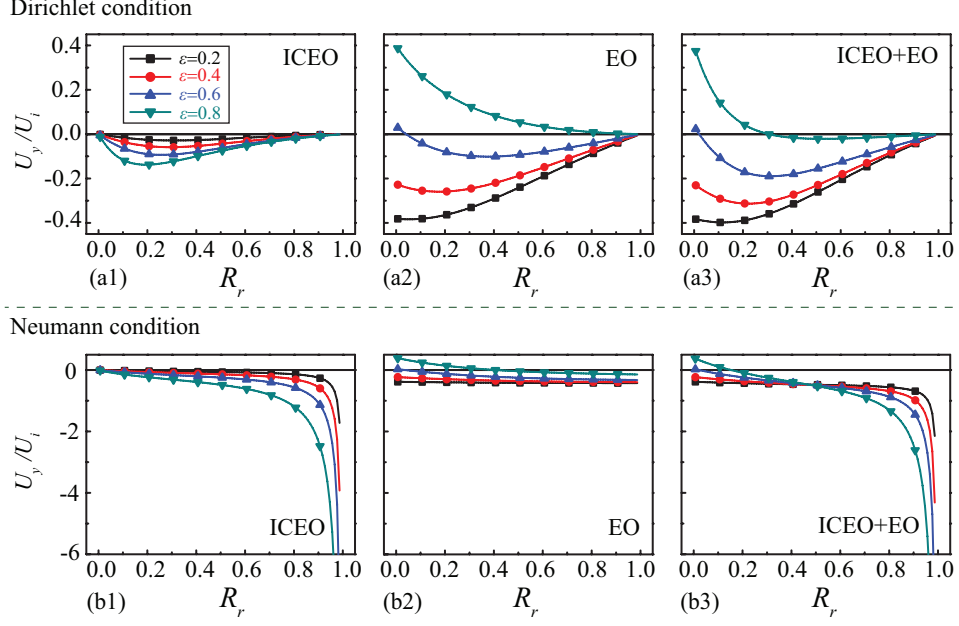 Dirichlet condition
0.4
0.2
0.0
-0.2
-0.4
U_y/U_i
ε=0.2
ε=0.4
ε=0.6
ε=0.8
ICEO
EO
ICEO+EO
0.0 0.2 0.4 0.6 0.8 1.0
0.0 0.2 0.4 0.6 0.8 1.0
0.0 0.2 0.4 0.6 0.8 1.0
(a1) R_r
(a2) R_r
(a3) R_r
Neumann condition
0
-2
-4
-6
U_y/U_i
ICEO
EO
ICEO+EO
0.0 0.2 0.4 0.6 0.8 1.0
0.0 0.2 0.4 0.6 0.8 1.0
0.0 0.2 0.4 0.6 0.8 1.0
(b1) R_r
(b2) R_r
(b3) R_r